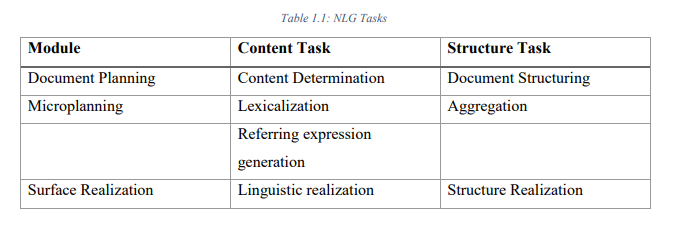 Table 1.1: NLG Tasks
Module Content Task Structure Task
Document Planning Content Determination Document Structuring
Microplanning Lexicalization Aggregation
Referring expression
generation
Surface Realization Linguistic realization Structure Realization